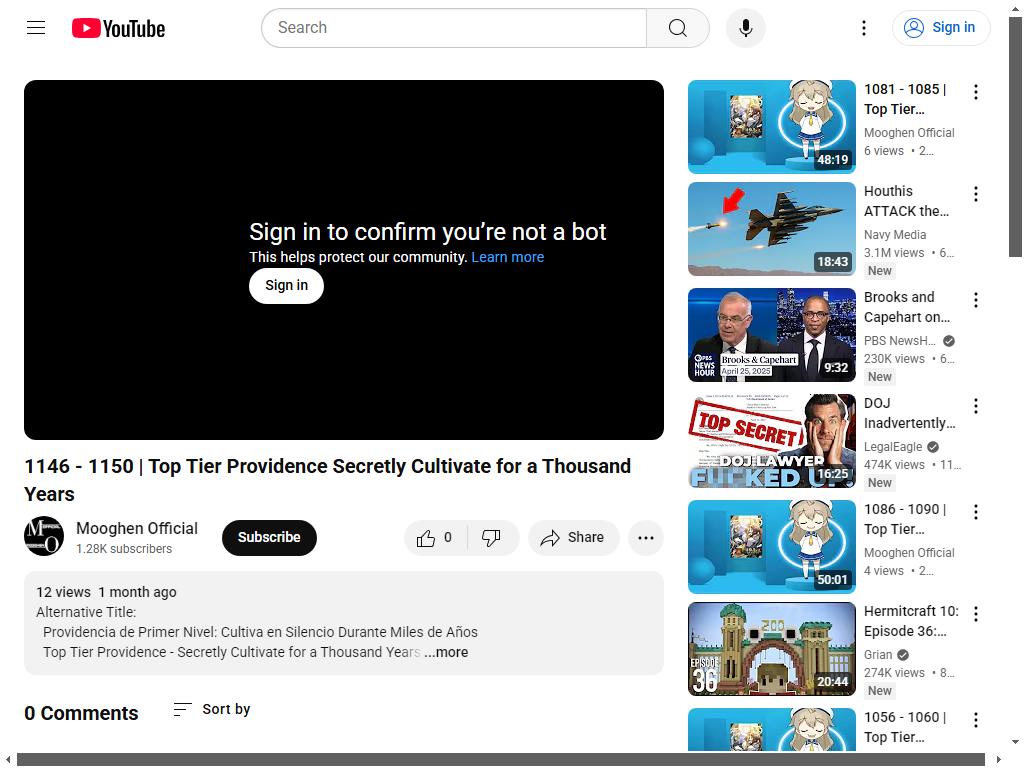 YouTube
Search
Sign in
Sign in to confirm you're not a bot
This helps protect our community. Learn more
Sign in
1146 - 1150 | Top Tier Providence Secretly Cultivate for a Thousand
Years
Mooghen Official
1.28K subscribers
Subscribe
0
Share
12 views 1 month ago
Alternative Title:
Providencia de Primer Nivel: Cultiva en Silencio Durante Miles de Años
Top Tier Providence - Secretly Cultivate for a Thousand Years ...more
0 Comments
Sort by
48:19
1081 - 1085 |
Top Tier...
Mooghen Official
6 views • 2...
18:43
Houthis
ATTACK the...
Navy Media
3.1M views • 6...
New
PBS
NEWS
HOUR
Brooks & Capehart
April 25, 2025
9:32
Brooks and
Capehart on...
PBS NewsH...
230K views • 6...
New
TOP SECRET
DOJ LAWYER
FUCKED UP!
16:25
DOJ
Inadvertently...
LegalEagle
474K views • 11...
New
50:01
1086 - 1090 |
Top Tier...
Mooghen Official
4 views • 2...
ZOO
EPISODE
36
20:44
Hermitcraft 10:
Episode 36:...
Grian
274K views • 8...
New
1056 - 1060 |
Top Tier...